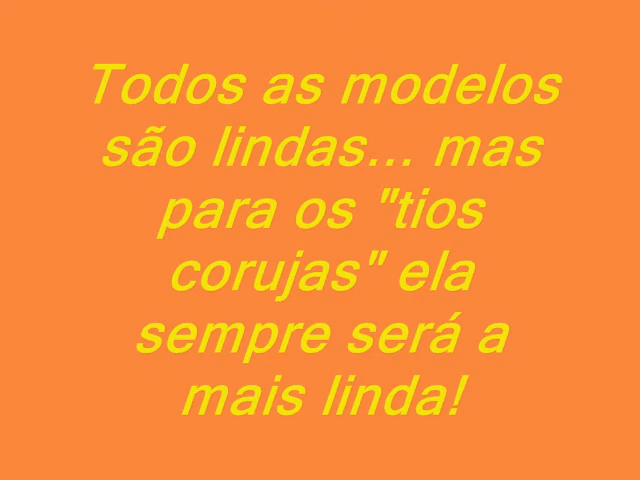 Todos as modelos
são lindas... mas
para os "tios
corujas" ela
sempre será a
mais linda!